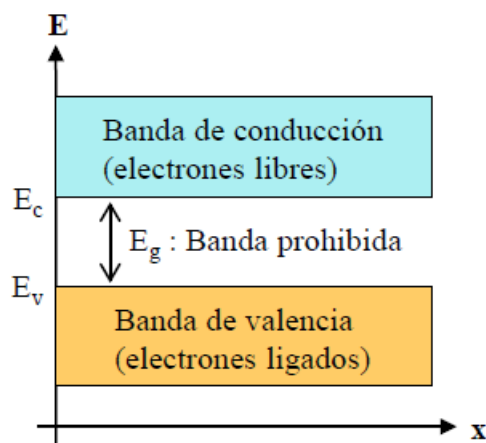 E
Banda de conducción
(electrones libres)
E_c
E_g : Banda prohibida
E_v
Banda de valencia
(electrones ligados)
x